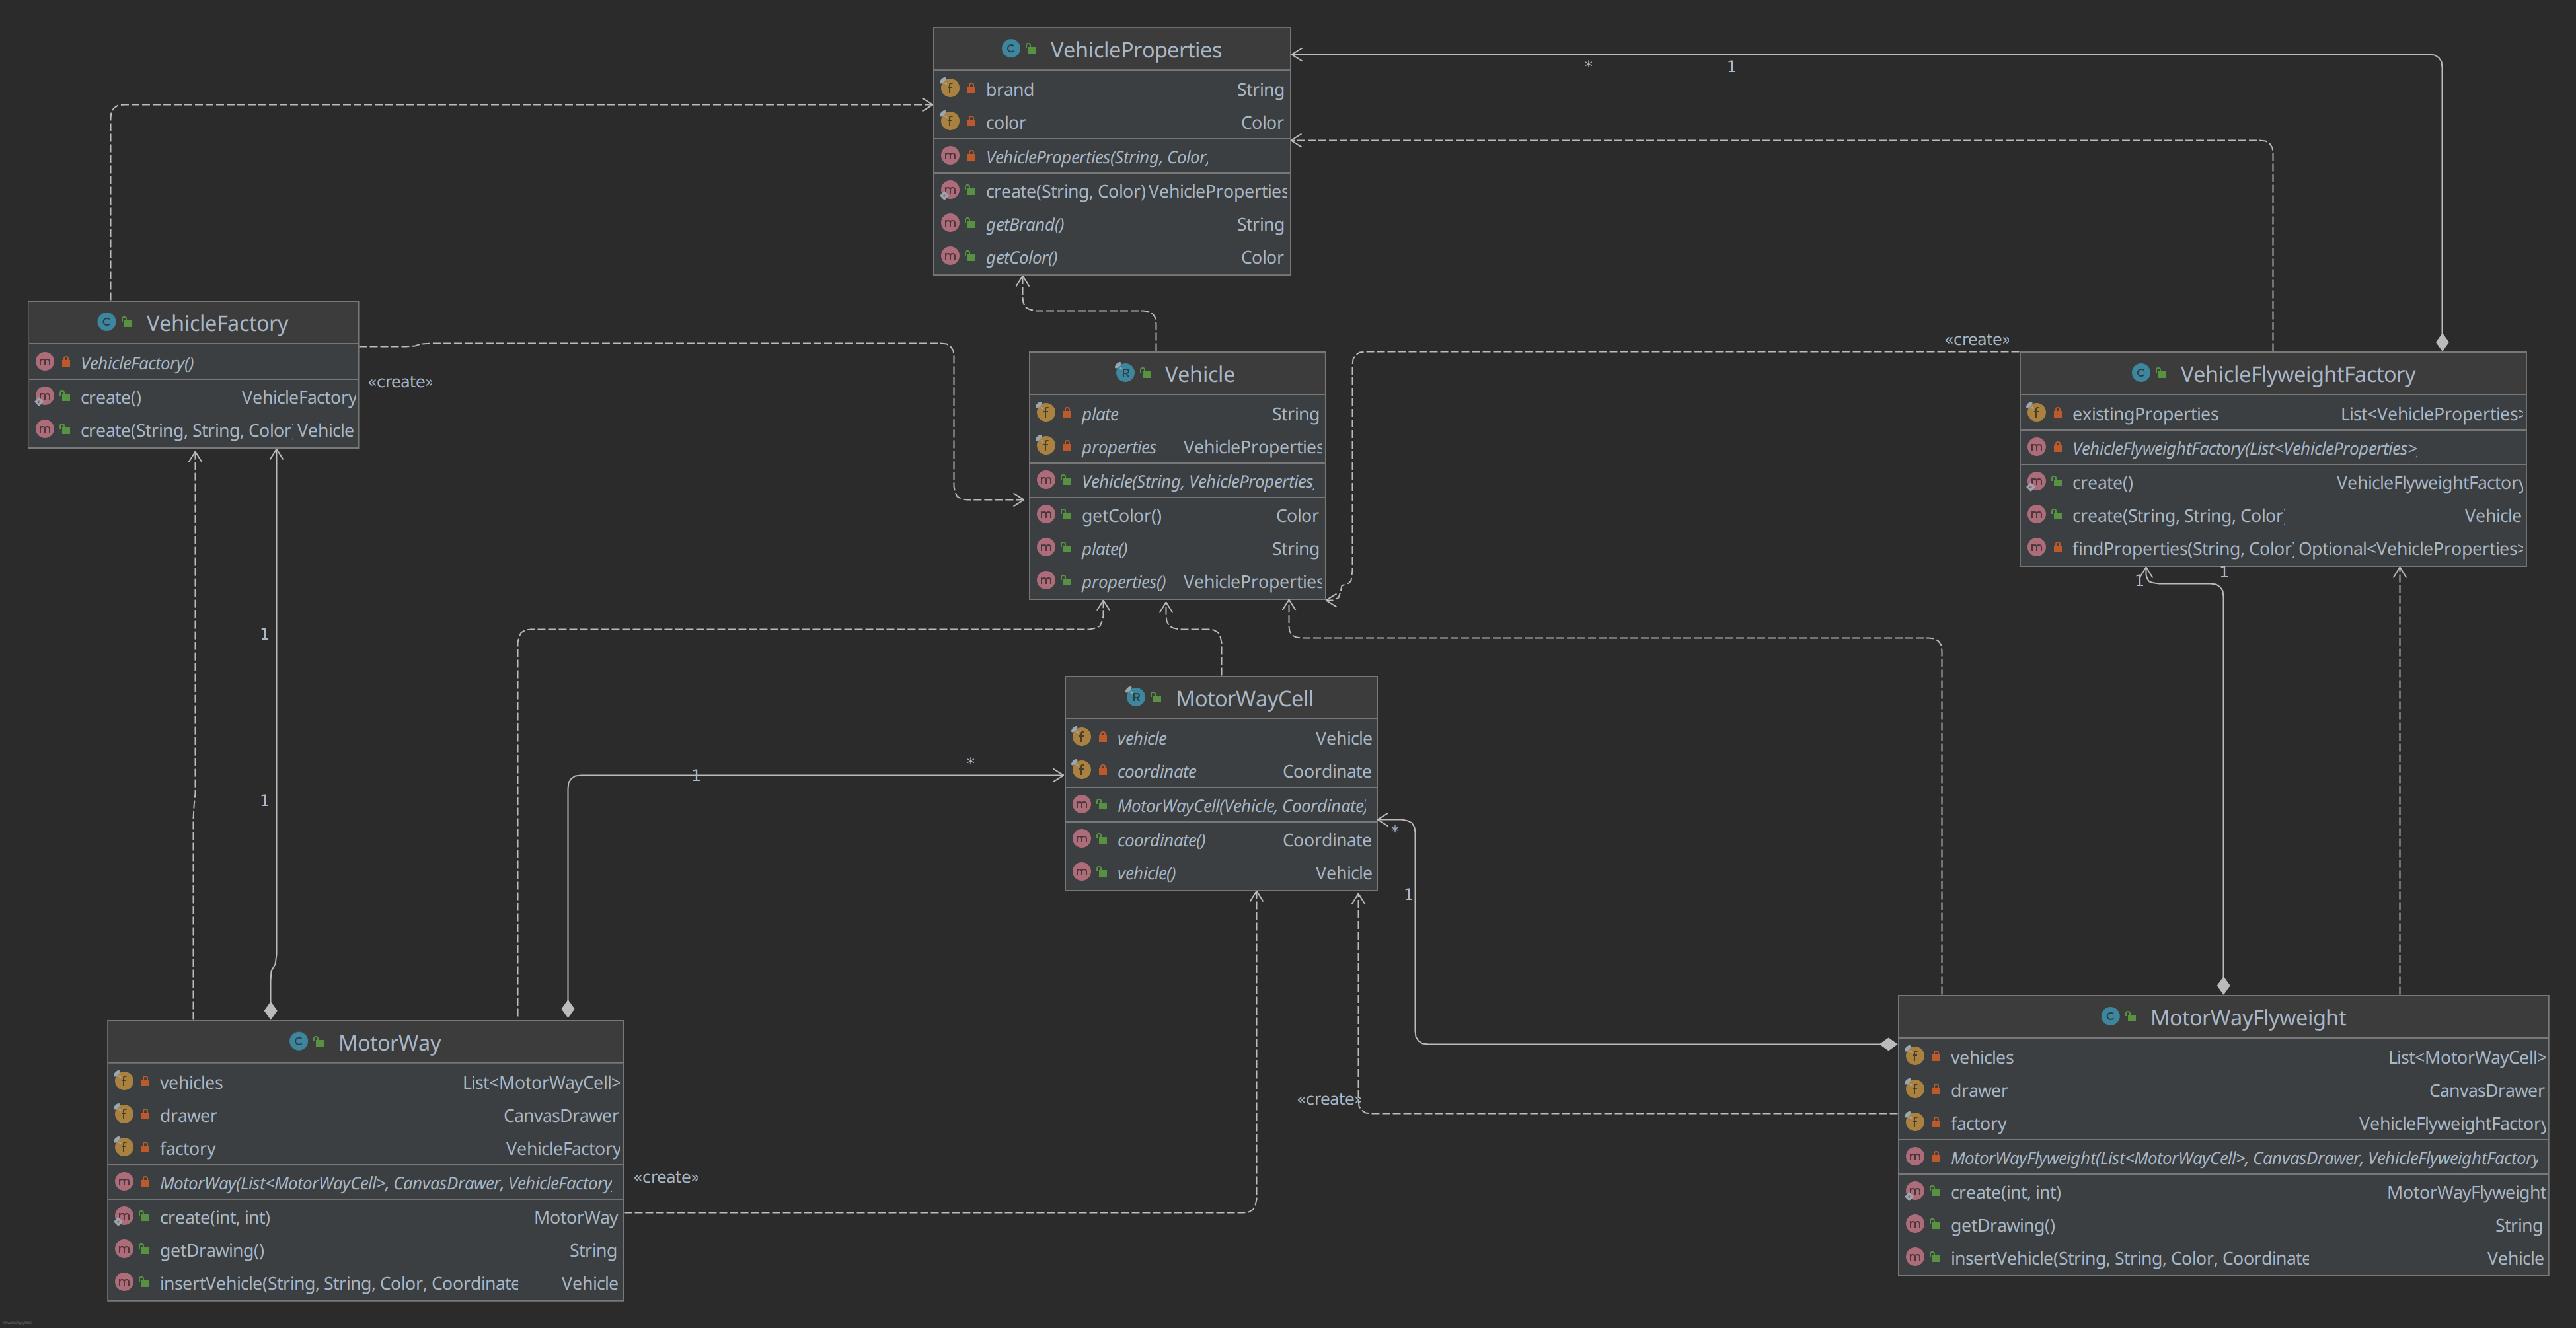 VehicleProperties
brand String
color Color
VehicleProperties(String, Color,
create(String, Color) VehicleProperties
getBrand() String
getColor() Color
* 1
VehicleFactory
VehicleFactory()
create() VehicleFactory
create(String, String, Color) Vehicle
«create»
Vehicle
plate String
properties VehicleProperties
Vehicle(String, VehicleProperties,
getColor() Color
plate() String
properties() VehicleProperties
«create»
VehicleFlyweightFactory
existingProperties List<VehicleProperties>
VehicleFlyweightFactory(List<VehicleProperties>,
create() VehicleFlyweightFactory
create(String, String, Color) Vehicle
findProperties(String, Color) Optional<VehicleProperties>
1
1
1
1
MotorWayCell
vehicle Vehicle
coordinate Coordinate
MotorWayCell(Vehicle, Coordinate)
coordinate() Coordinate
vehicle() Vehicle
1 *
*
1
MotorWay
vehicles List<MotorWayCell>
drawer CanvasDrawer
factory VehicleFactory
MotorWay(List<MotorWayCell>, CanvasDrawer, VehicleFactory,
create(int, int) MotorWay
getDrawing() String
insertVehicle(String, String, Color, Coordinate Vehicle
«create»
«create»
MotorWayFlyweight
vehicles List<MotorWayCell>
drawer CanvasDrawer
factory VehicleFlyweightFactory
MotorWayFlyweight(List<MotorWayCell>, CanvasDrawer, VehicleFlyweightFactory
create(int, int) MotorWayFlyweight
getDrawing() String
insertVehicle(String, String, Color, Coordinate Vehicle